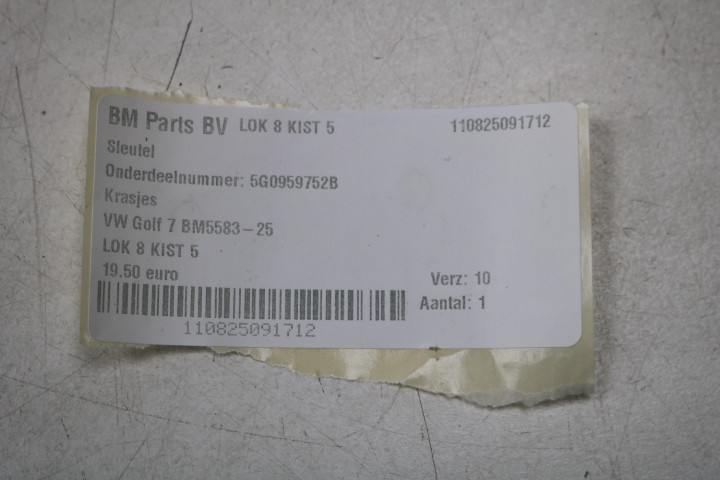 BM Parts BV LOK 8 KIST 5 110825091712
Sleutel
Onderdeelnummer: 5G0959752B
Krasjes
VW Golf 7 BM5583-25
LOK 8 KIST 5
19.50 euro Verz: 10
Aantal: 1
110825091712